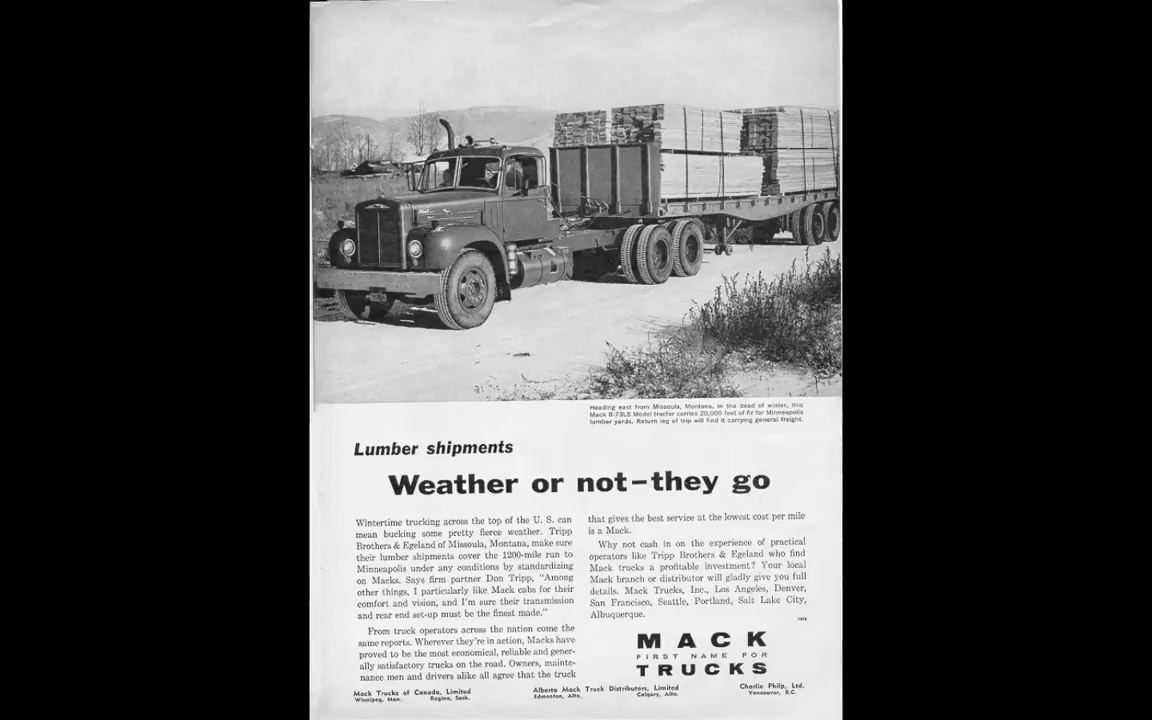 Heading east from Missoula, Montana, in the dead of winter, this
Mack B-73LS Model tractor carries 20,000 feet of fir for Minneapolis
lumber yards. Return leg of trip will find it carrying general freight.
Lumber shipments
Weather or not—they go
Wintertime trucking across the top of the U. S. can
mean bucking some pretty fierce weather. Tripp
Brothers & Egeland of Missoula, Montana, make sure
their lumber shipments cover the 1200-mile run to
Minneapolis under any conditions by standardizing
on Macks. Says firm partner Don Tripp, "Among
other things, I particularly like Mack cabs for their
comfort and vision, and I'm sure their transmission
and rear end set-up must be the finest made."
From truck operators across the nation come the
same reports. Wherever they're in action, Macks have
proved to be the most economical, reliable and gener-
ally satisfactory trucks on the road. Owners, mainte-
nance men and drivers alike all agree that the truck
that gives the best service at the lowest cost per mile
is a Mack.
Why not cash in on the experience of practical
operators like Tripp Brothers & Egeland who find
Mack trucks a profitable investment? Your local
Mack branch or distributor will gladly give you full
details. Mack Trucks, Inc., Los Angeles, Denver,
San Francisco, Seattle, Portland, Salt Lake City,
Albuquerque.
MACK
FIRST NAME FOR
TRUCKS
Mack Trucks of Canada, Limited
Winnipeg, Man. Regina, Sask.
Alberta Mack Truck Distributors, Limited
Edmonton, Alta. Calgary, Alta.
Charlie Philp, Ltd.
Vancouver, B.C.